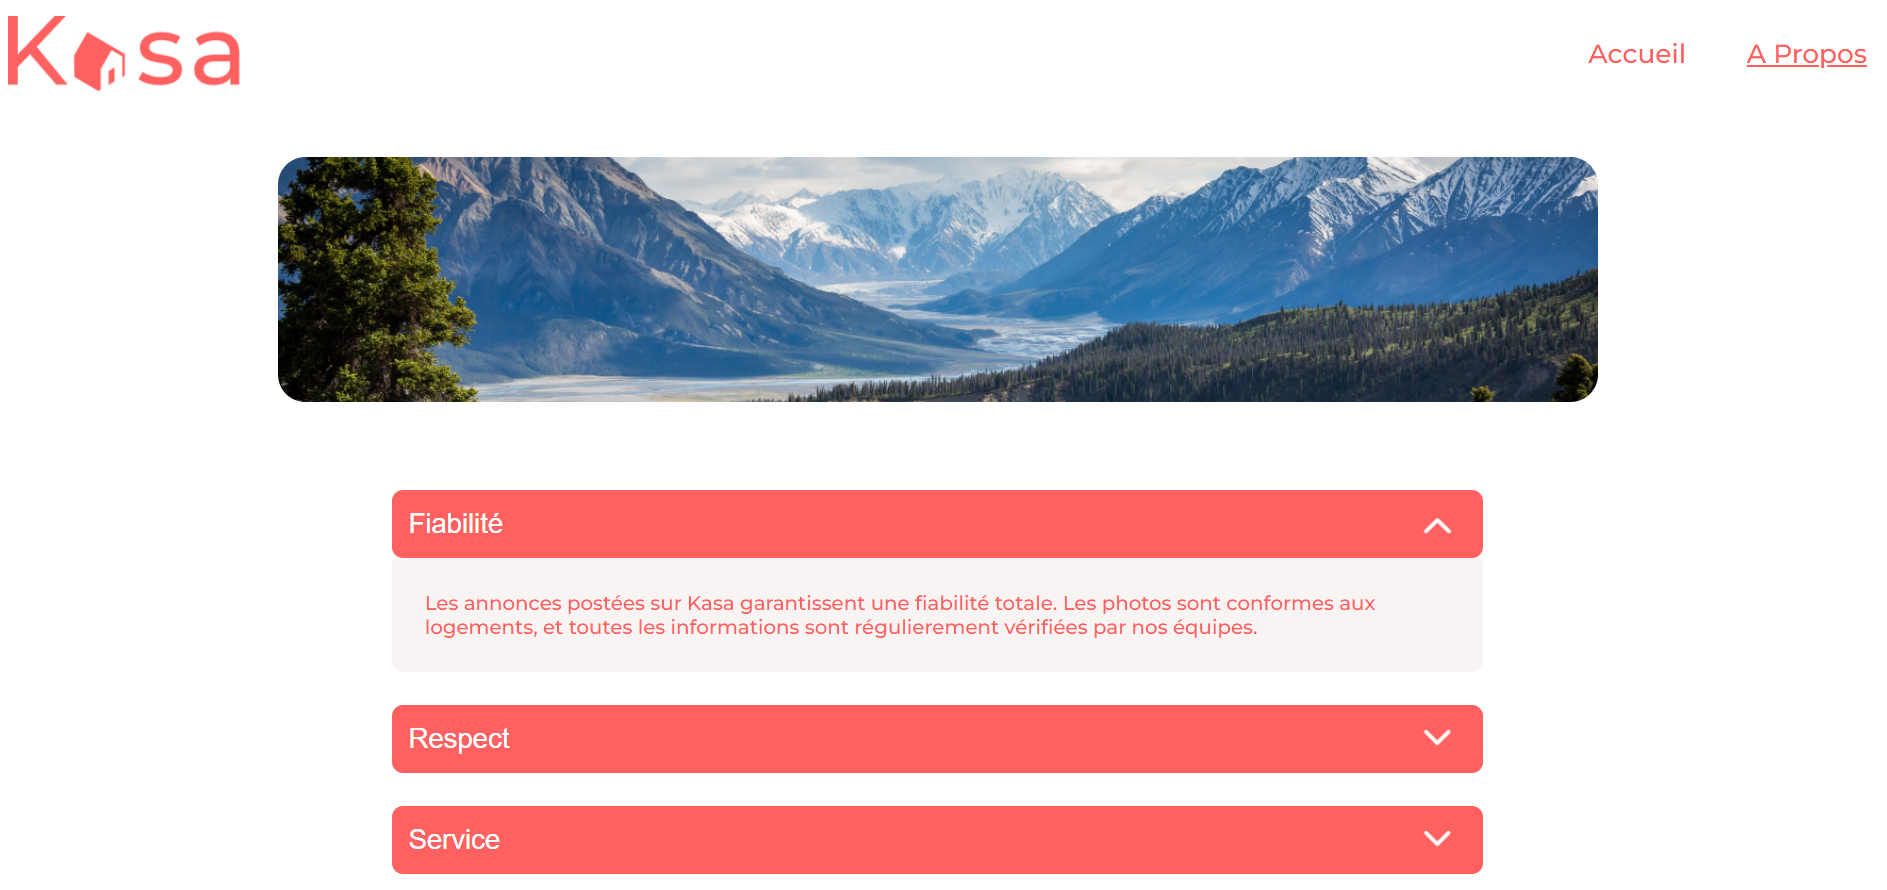 Kasa
Accueil
A Propos
Fiabilité
Les annonces postées sur Kasa garantissent une fiabilité totale. Les photos sont conformes aux
logements, et toutes les informations sont régulierement vérifiées par nos équipes.
Respect
Service